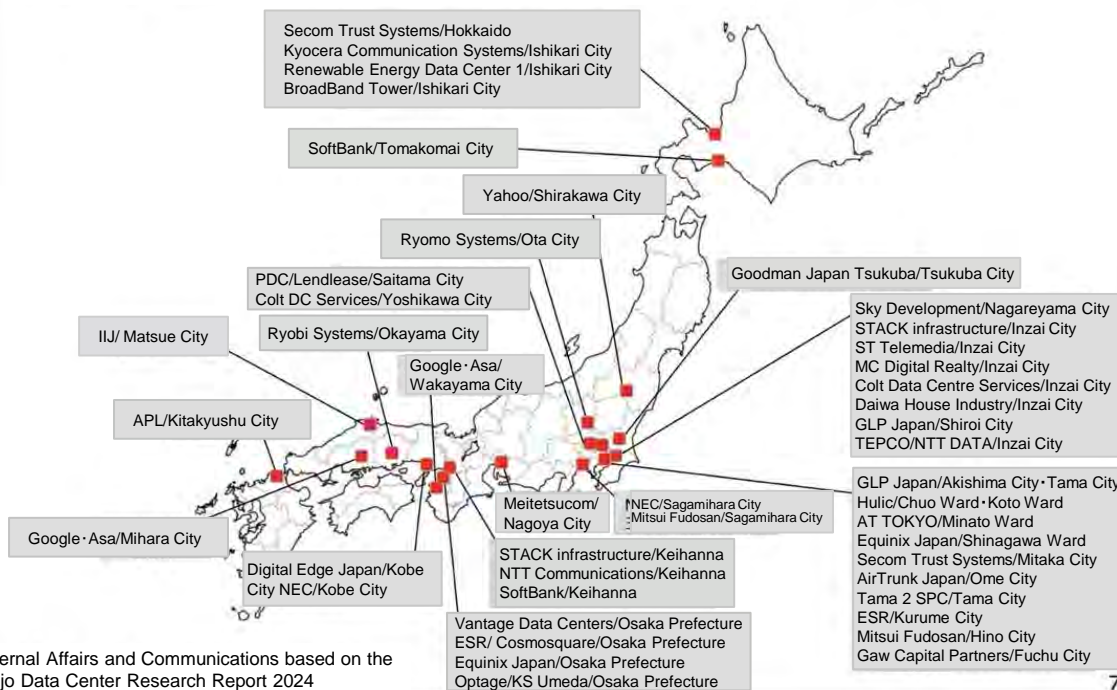 Secom Trust Systems/Hokkaido
Kyocera Communication Systems/Ishikari City
Renewable Energy Data Center 1/Ishikari City
BroadBand Tower/Ishikari City
SoftBank/Tomakomai City
Yahoo/Shirakawa City
Ryomo Systems/Ota City
PDC/Lendlease/Saitama City
Colt DC Services/Yoshikawa City
Goodman Japan Tsukuba/Tsukuba City
IIJ/ Matsue City
Ryobi Systems/Okayama City
Google･Asa/
Wakayama City
APL/Kitakyushu City
Sky Development/Nagareyama City
STACK infrastructure/Inzai City
ST Telemedia/Inzai City
MC Digital Realty/Inzai City
Colt Data Centre Services/Inzai City
Daiwa House Industry/Inzai City
GLP Japan/Shiroi City
TEPCO/NTT DATA/Inzai City
GLP Japan/Akishima City･Tama City
Hulic/Chuo Ward･Koto Ward
AT TOKYO/Minato Ward
Equinix Japan/Shinagawa Ward
Secom Trust Systems/Mitaka City
AirTrunk Japan/Ome City
Tama 2 SPC/Tama City
ESR/Kurume City
Mitsui Fudosan/Hino City
Gaw Capital Partners/Fuchu City
Meitetsucom/
Nagoya City
NEC/Sagamihara City
Mitsui Fudosan/Sagamihara City
Google･Asa/Mihara City
Digital Edge Japan/Kobe
City NEC/Kobe City
STACK infrastructure/Keihanna
NTT Communications/Keihanna
SoftBank/Keihanna
Vantage Data Centers/Osaka Prefecture
ESR/ Cosmosquare/Osaka Prefecture
Equinix Japan/Osaka Prefecture
Optage/KS Umeda/Osaka Prefecture
ernal Affairs and Communications based on the
jo Data Center Research Report 2024
7